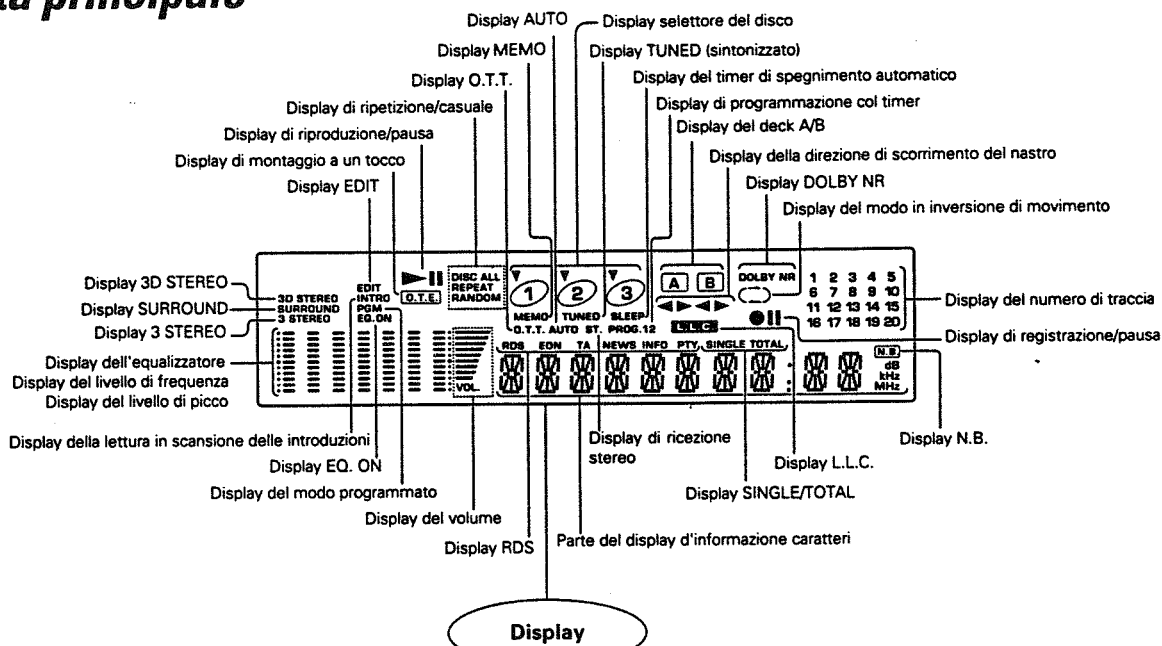 Display AUTO
Display selettore del disco
Display MEMO
Display TUNED (sintonizzato)
Display O.T.T.
Display del timer di spegnimento automatico
Display di ripetizione/casuale
Display di programmazione col timer
Display di riproduzione/pausa
Display del deck A/B
Display di montaggio a un tocco
Display della direzione di scorrimento del nastro
Display EDIT
Display DOLBY NR
Display del modo in inversione di movimento
Display 3D STEREO
Display SURROUND
Display 3 STEREO
3D STEREO
SURROUND
3 STEREO
EDIT
INTRO
PGM
EQ.ON
O.T.E.
DISC ALL
REPEAT
RANDOM
1 2 3
MEMO TUNED SLEEP
O.T.T. AUTO ST. PROG.12
A B
L.L.C.
DOLBY NR
1 2 3 4 5
6 7 8 9 10
11 12 13 14 15
16 17 18 19 20
Display del numero di traccia
Display di registrazione/pausa
RDS EON TA NEWS INFO PTY SINGLE TOTAL
N.B.
dB
kHz
MHz
VOL.
Display dell'equalizzatore
Display del livello di frequenza
Display del livello di picco
Display della lettura in scansione delle introduzioni
Display di ricezione
stereo
Display N.B.
Display EQ. ON
Display L.L.C.
Display del modo programmato
Display SINGLE/TOTAL
Display del volume
Display RDS
Parte del display d'informazione caratteri
Display